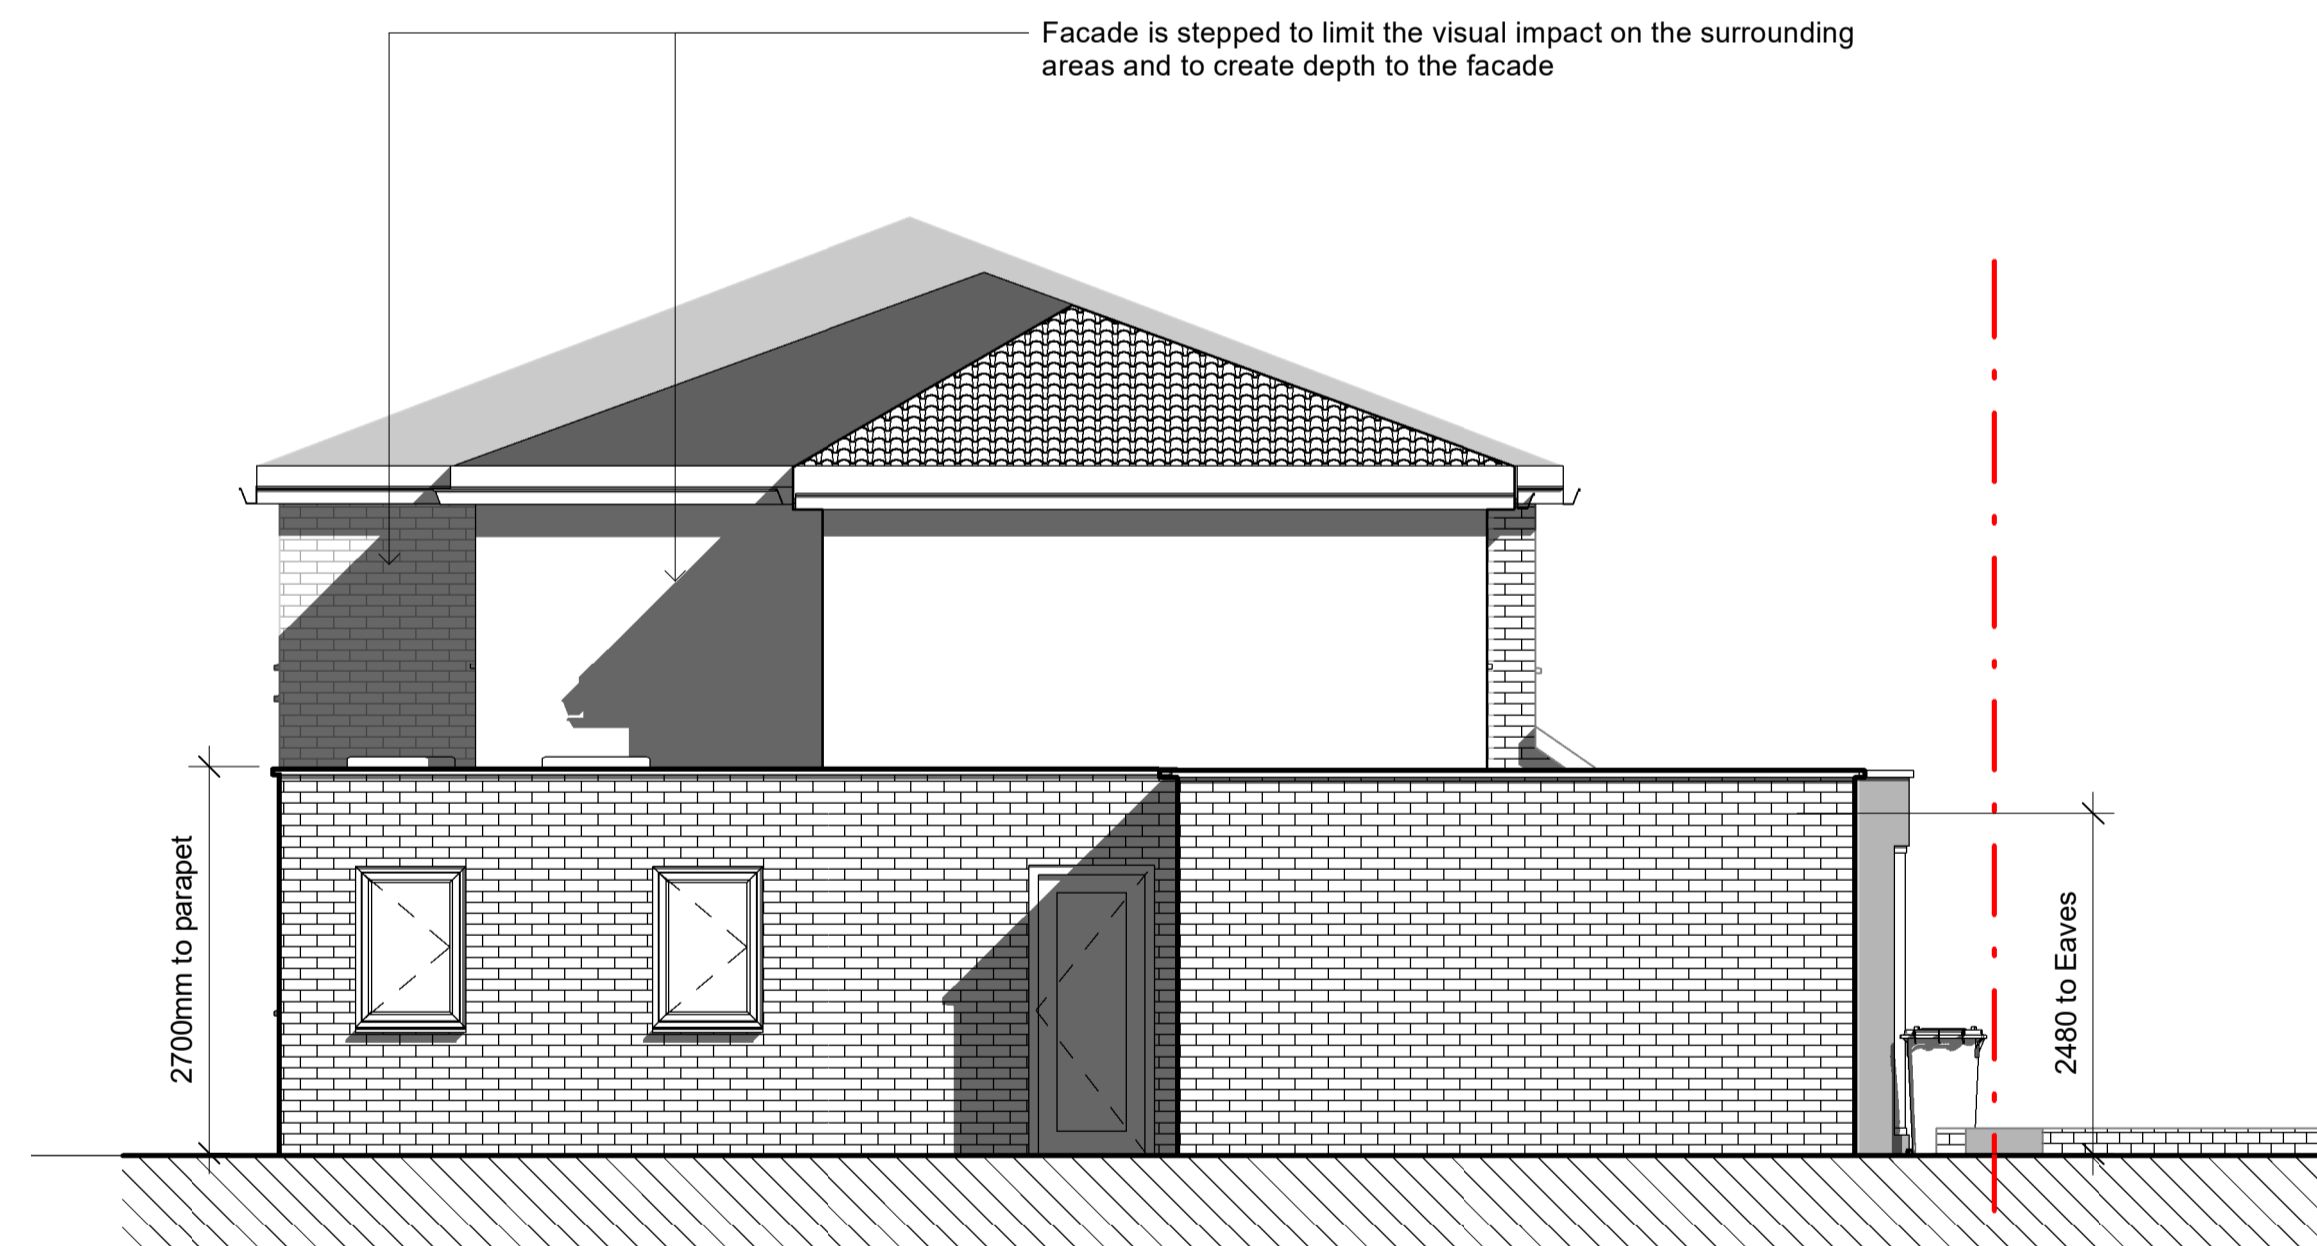 Facade is stepped to limit the visual impact on the surrounding
areas and to create depth to the facade
2700mm to parapet
2480 to Eaves